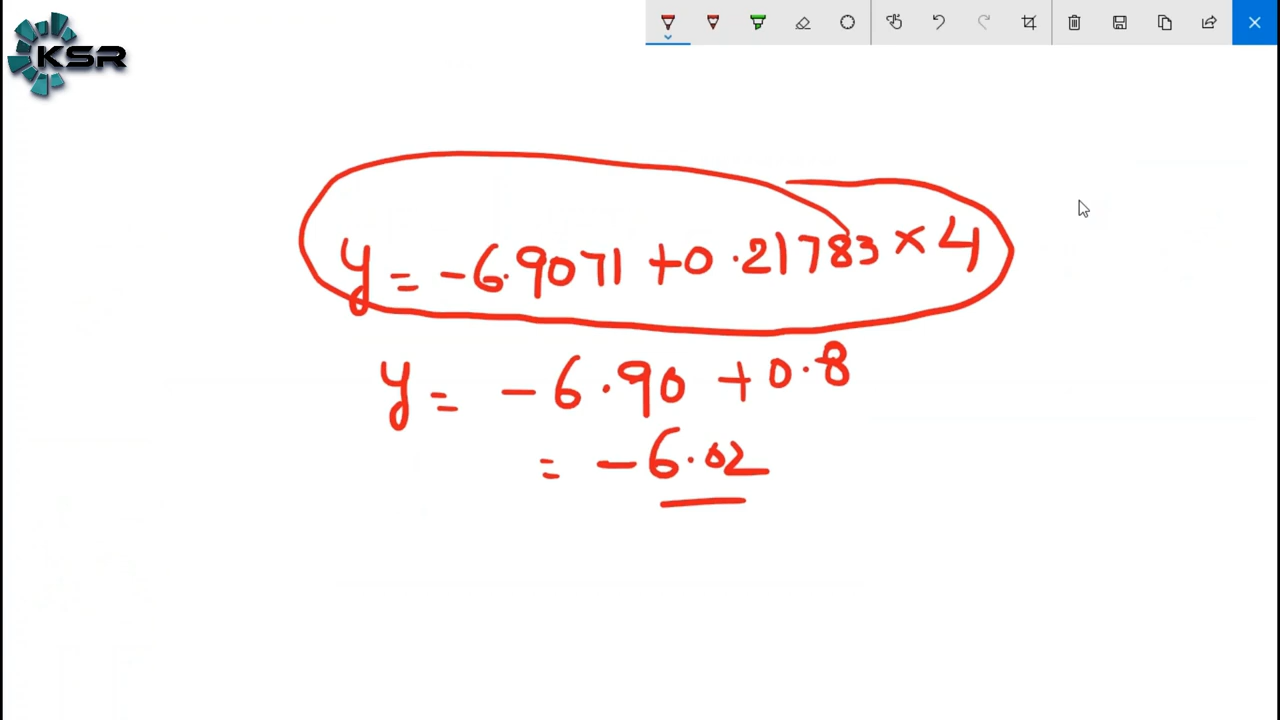 KSR
y = -6.9071 + 0.21783 × 4
y = -6.90 + 0.8
= -6.02